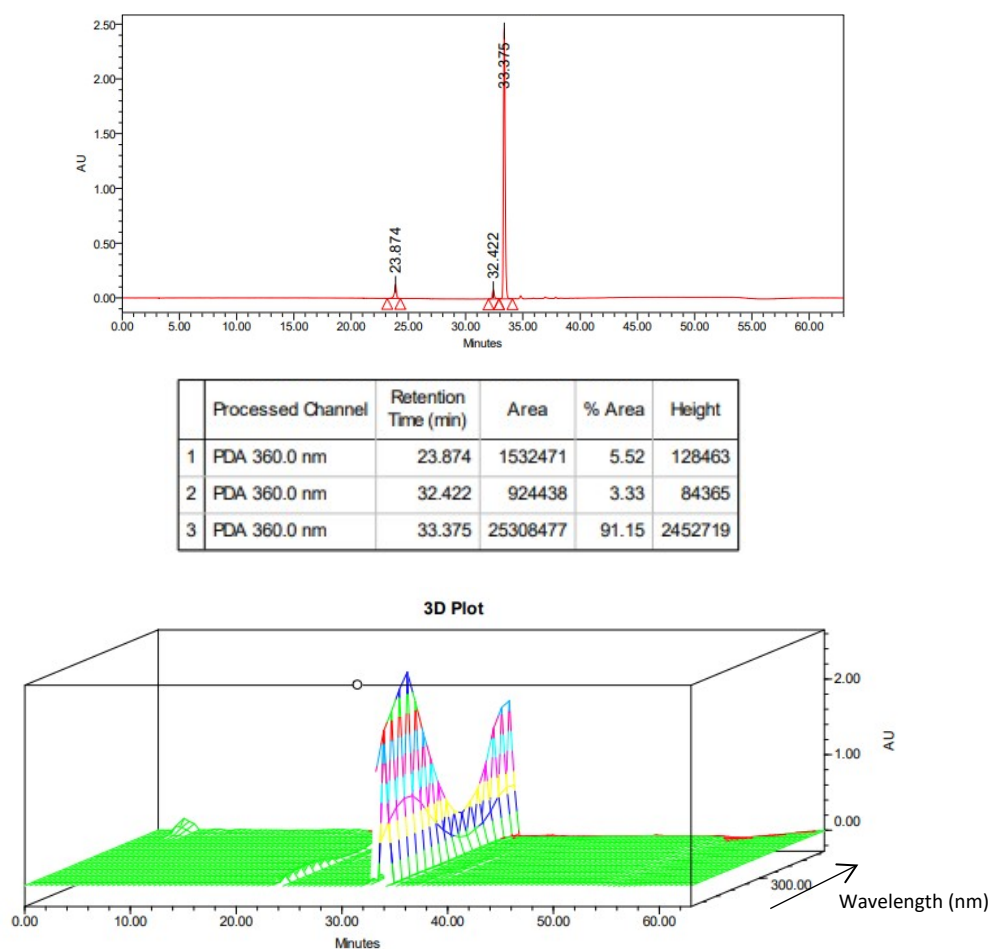 2.50
2.00
1.50
1.00
0.50
0.00
AU
23.874
32.422
33.375
0.00 5.00 10.00 15.00 20.00 25.00 30.00 35.00 40.00 45.00 50.00 55.00 60.00
Minutes
Processed Channel Retention Time (min) Area % Area Height
1 PDA 360.0 nm 23.874 1532471 5.52 128463
2 PDA 360.0 nm 32.422 924438 3.33 84365
3 PDA 360.0 nm 33.375 25308477 91.15 2452719
3D Plot
2.00
1.00
0.00
AU
300.00
Wavelength (nm)
0.00 10.00 20.00 30.00 40.00 50.00 60.00
Minutes